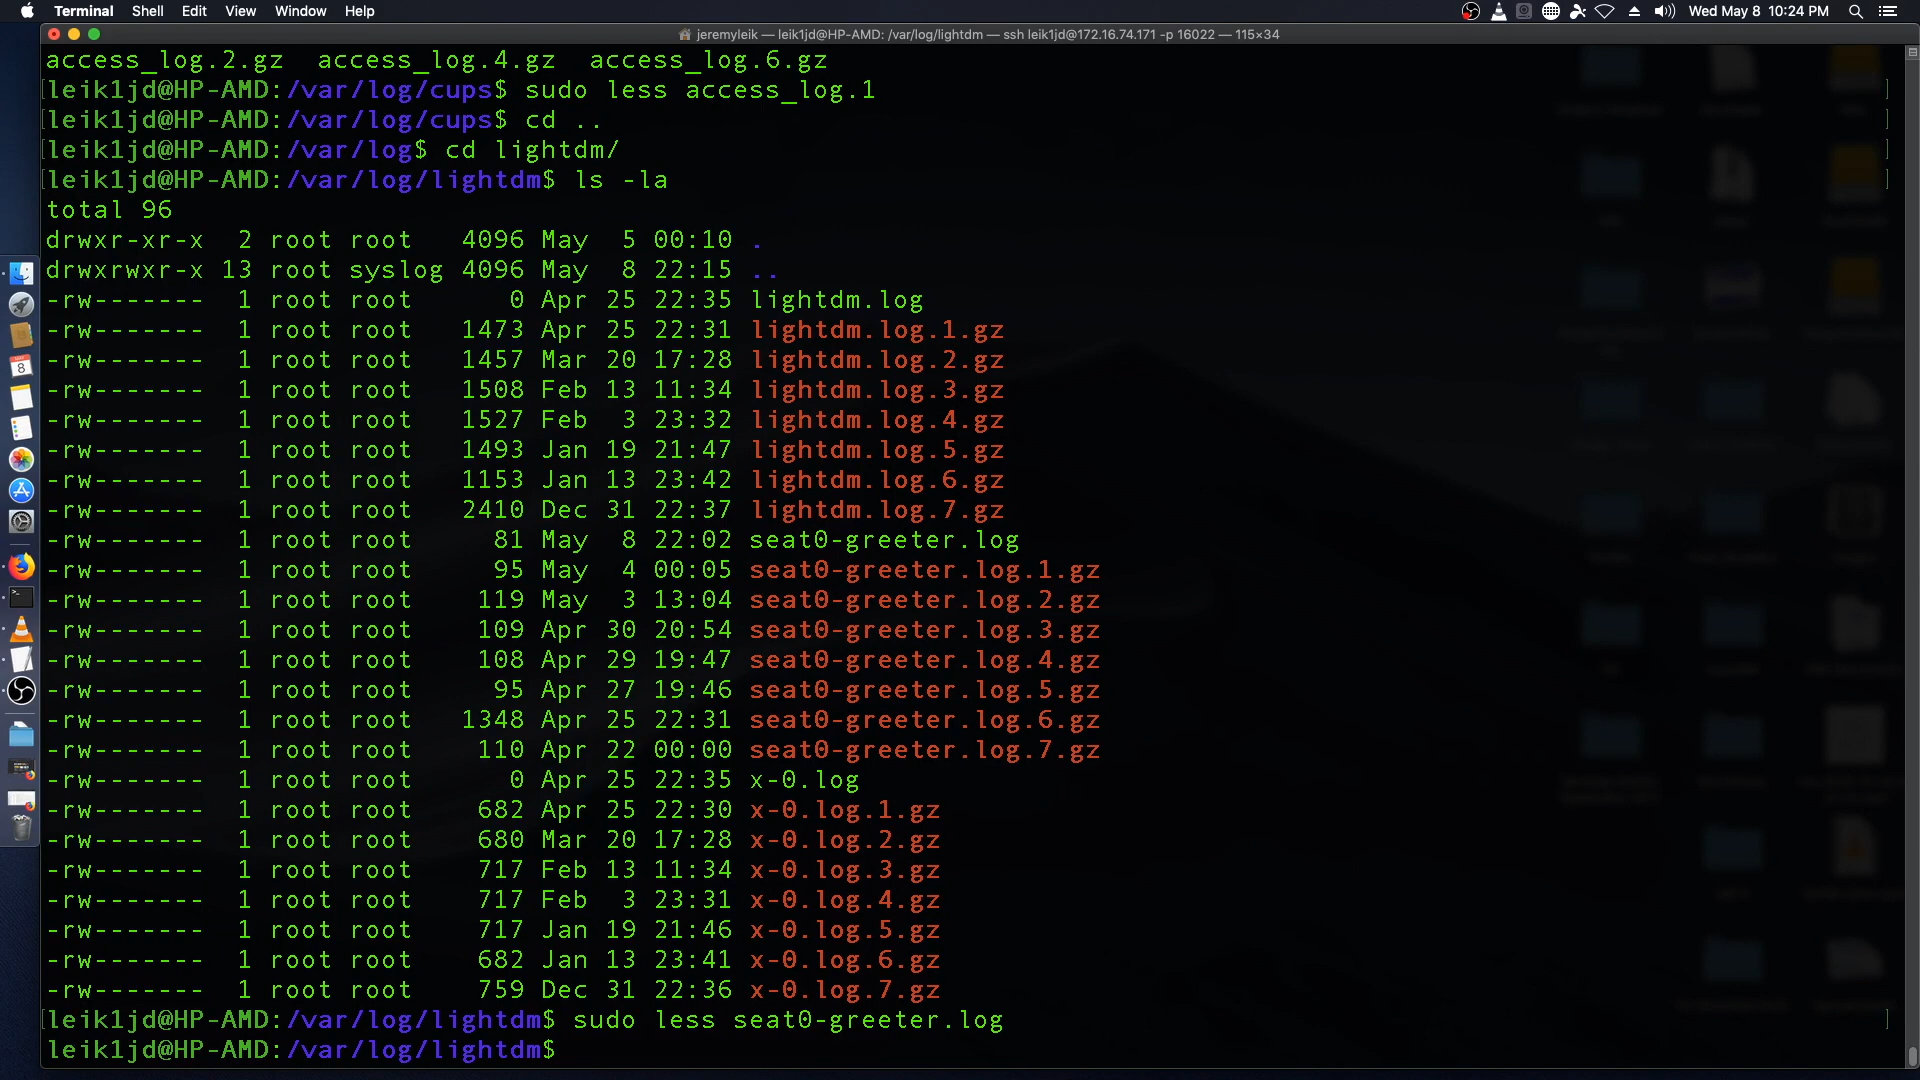 Terminal Shell Edit View Window Help Wed May 8 10:24 PM
jeremyleik — leik1jd@HP-AMD: /var/log/lightdm — ssh leik1jd@172.16.74.171 -p 16022 — 115×34
access_log.2.gz  access_log.4.gz  access_log.6.gz
[leik1jd@HP-AMD:/var/log/cups$ sudo less access_log.1 ]
[leik1jd@HP-AMD:/var/log/cups$ cd .. ]
[leik1jd@HP-AMD:/var/log$ cd lightdm/ ]
[leik1jd@HP-AMD:/var/log/lightdm$ ls -la ]
total 96
drwxr-xr-x  2 root root   4096 May  5 00:10 .
drwxrwxr-x 13 root syslog 4096 May  8 22:15 ..
-rw-------  1 root root      0 Apr 25 22:35 lightdm.log
-rw-------  1 root root   1473 Apr 25 22:31 lightdm.log.1.gz
-rw-------  1 root root   1457 Mar 20 17:28 lightdm.log.2.gz
-rw-------  1 root root   1508 Feb 13 11:34 lightdm.log.3.gz
-rw-------  1 root root   1527 Feb  3 23:32 lightdm.log.4.gz
-rw-------  1 root root   1493 Jan 19 21:47 lightdm.log.5.gz
-rw-------  1 root root   1153 Jan 13 23:42 lightdm.log.6.gz
-rw-------  1 root root   2410 Dec 31 22:37 lightdm.log.7.gz
-rw-------  1 root root     81 May  8 22:02 seat0-greeter.log
-rw-------  1 root root     95 May  4 00:05 seat0-greeter.log.1.gz
-rw-------  1 root root    119 May  3 13:04 seat0-greeter.log.2.gz
-rw-------  1 root root    109 Apr 30 20:54 seat0-greeter.log.3.gz
-rw-------  1 root root    108 Apr 29 19:47 seat0-greeter.log.4.gz
-rw-------  1 root root     95 Apr 27 19:46 seat0-greeter.log.5.gz
-rw-------  1 root root   1348 Apr 25 22:31 seat0-greeter.log.6.gz
-rw-------  1 root root    110 Apr 22 00:00 seat0-greeter.log.7.gz
-rw-------  1 root root      0 Apr 25 22:35 x-0.log
-rw-------  1 root root    682 Apr 25 22:30 x-0.log.1.gz
-rw-------  1 root root    680 Mar 20 17:28 x-0.log.2.gz
-rw-------  1 root root    717 Feb 13 11:34 x-0.log.3.gz
-rw-------  1 root root    717 Feb  3 23:31 x-0.log.4.gz
-rw-------  1 root root    717 Jan 19 21:46 x-0.log.5.gz
-rw-------  1 root root    682 Jan 13 23:41 x-0.log.6.gz
-rw-------  1 root root    759 Dec 31 22:36 x-0.log.7.gz
[leik1jd@HP-AMD:/var/log/lightdm$ sudo less seat0-greeter.log ]
leik1jd@HP-AMD:/var/log/lightdm$
8